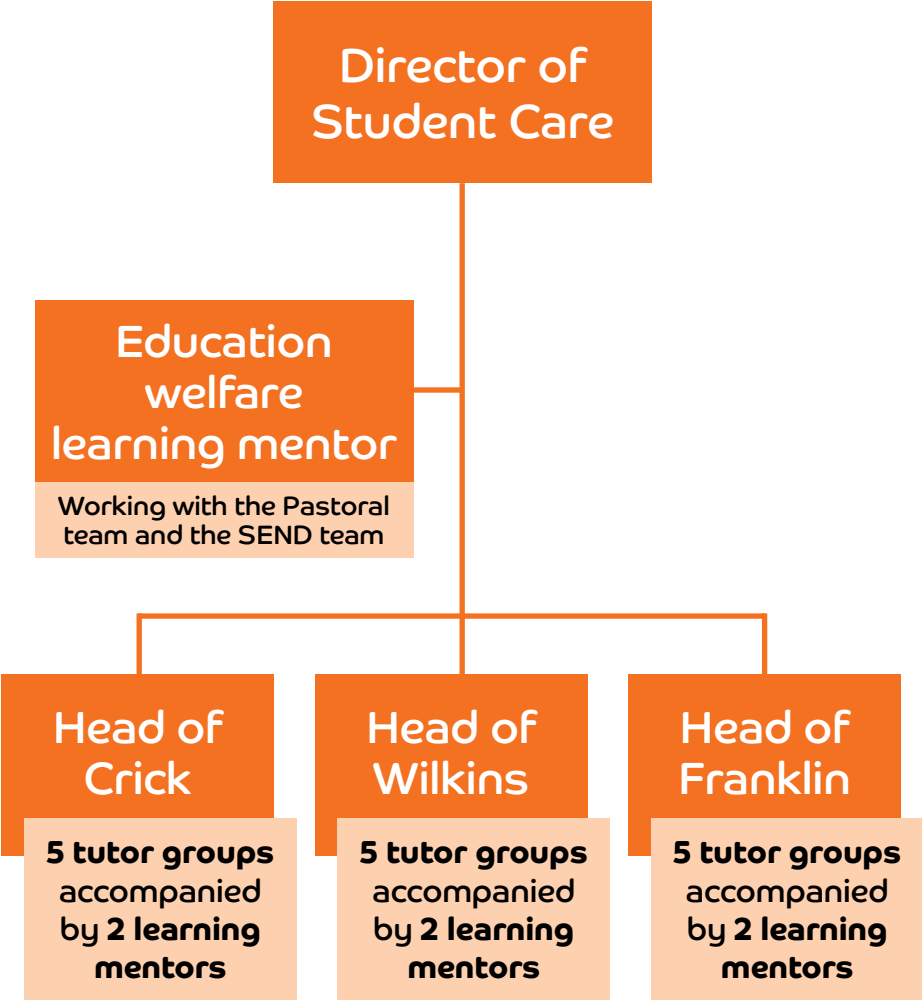 Director of
Student Care
Education
welfare
learning mentor
Working with the Pastoral
team and the SEND team
Head of
Crick
5 tutor groups
accompanied
by 2 learning
mentors
Head of
Wilkins
5 tutor groups
accompanied
by 2 learning
mentors
Head of
Franklin
5 tutor groups
accompanied
by 2 learning
mentors